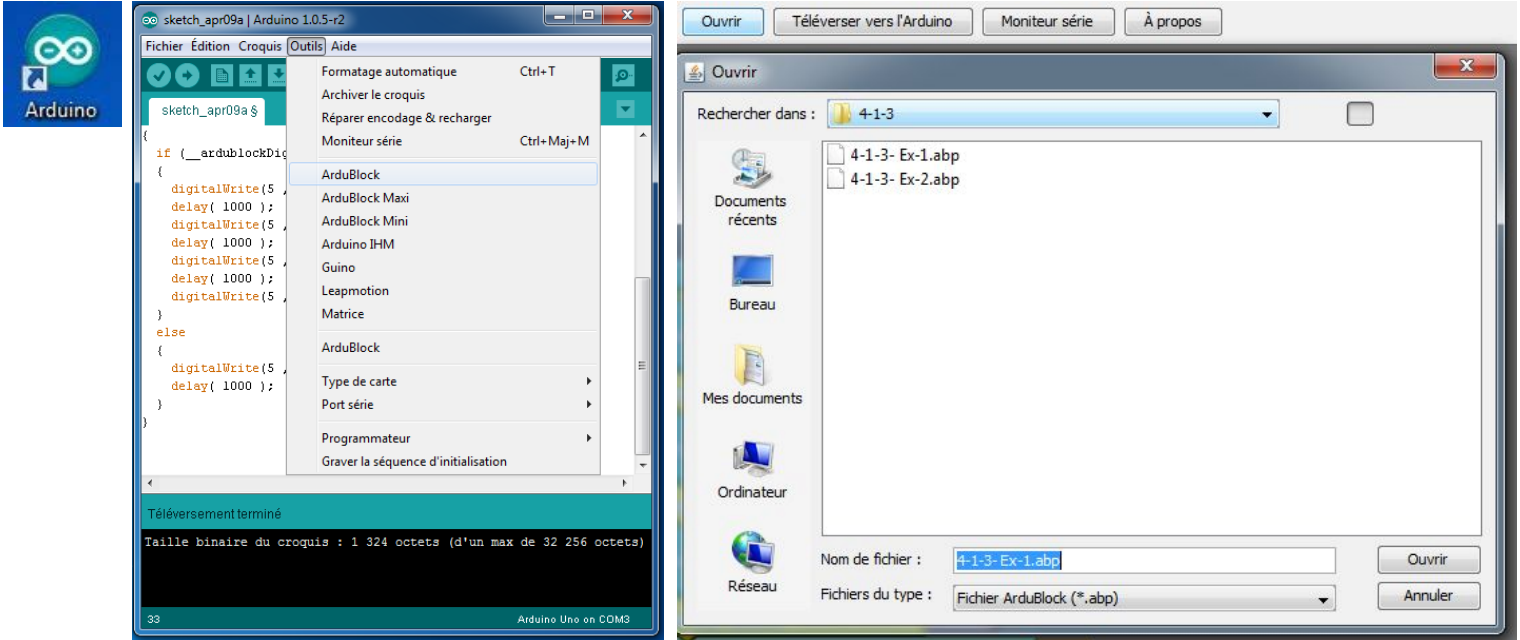 Arduino
sketch_apr09a | Arduino 1.0.5-r2
Fichier Édition Croquis Outils Aide
sketch_apr09a §
{
if (__ardublockDig
{
digitalWrite(5 ,
delay( 1000 );
digitalWrite(5 ,
delay( 1000 );
digitalWrite(5 ,
delay( 1000 );
digitalWrite(5 ,
}
else
{
digitalWrite(5 ,
delay( 1000 );
}
}
Formatage automatique Ctrl+T
Archiver le croquis
Réparer encodage & recharger
Moniteur série Ctrl+Maj+M
ArduBlock
ArduBlock Maxi
ArduBlock Mini
Arduino IHM
Guino
Leapmotion
Matrice
ArduBlock
Type de carte
Port série
Programmateur
Graver la séquence d'initialisation
Téléversement terminé
Taille binaire du croquis : 1 324 octets (d'un max de 32 256 octets)
33 Arduino Uno on COM3
Ouvrir Téléverser vers l'Arduino Moniteur série À propos
Ouvrir
Rechercher dans : 4-1-3
4-1-3- Ex-1.abp
4-1-3- Ex-2.abp
Documents
récents
Bureau
Mes documents
Ordinateur
Réseau
Nom de fichier : 4-1-3- Ex-1.abp Ouvrir
Fichiers du type : Fichier ArduBlock (*.abp) Annuler